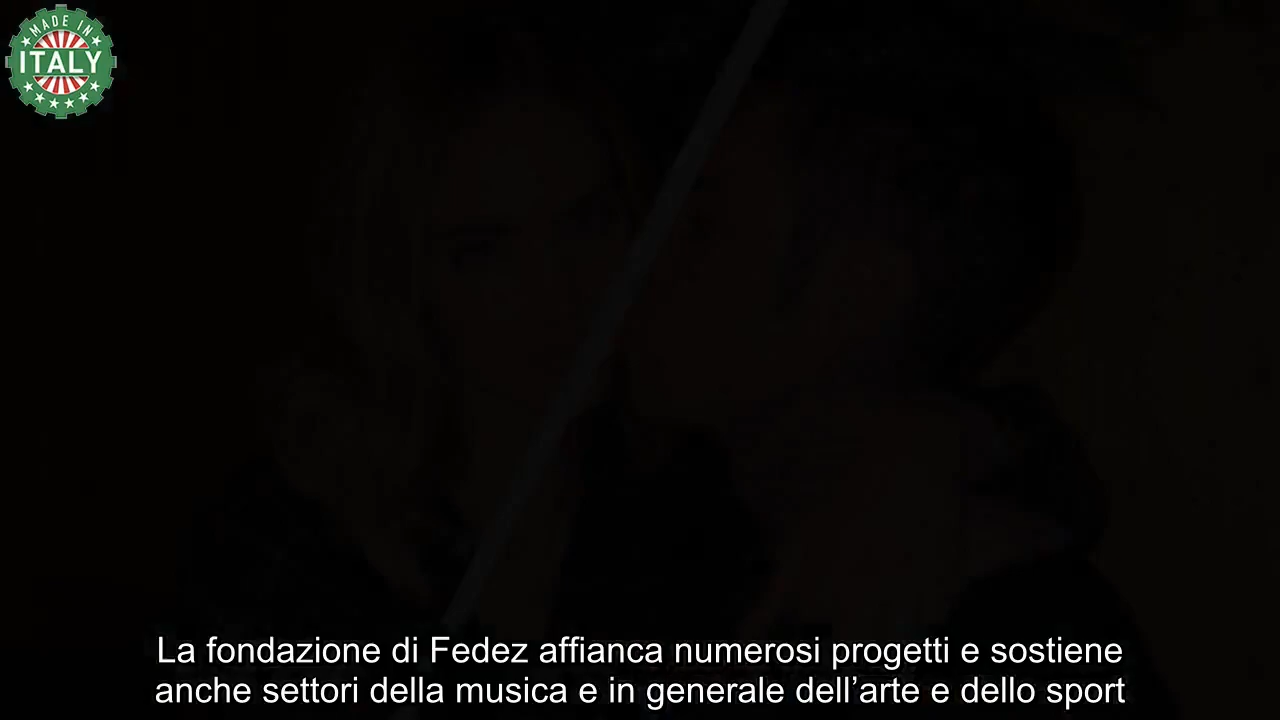 MADE IN
ITALY
La fondazione di Fedez affianca numerosi progetti e sostiene
anche settori della musica e in generale dell’arte e dello sport